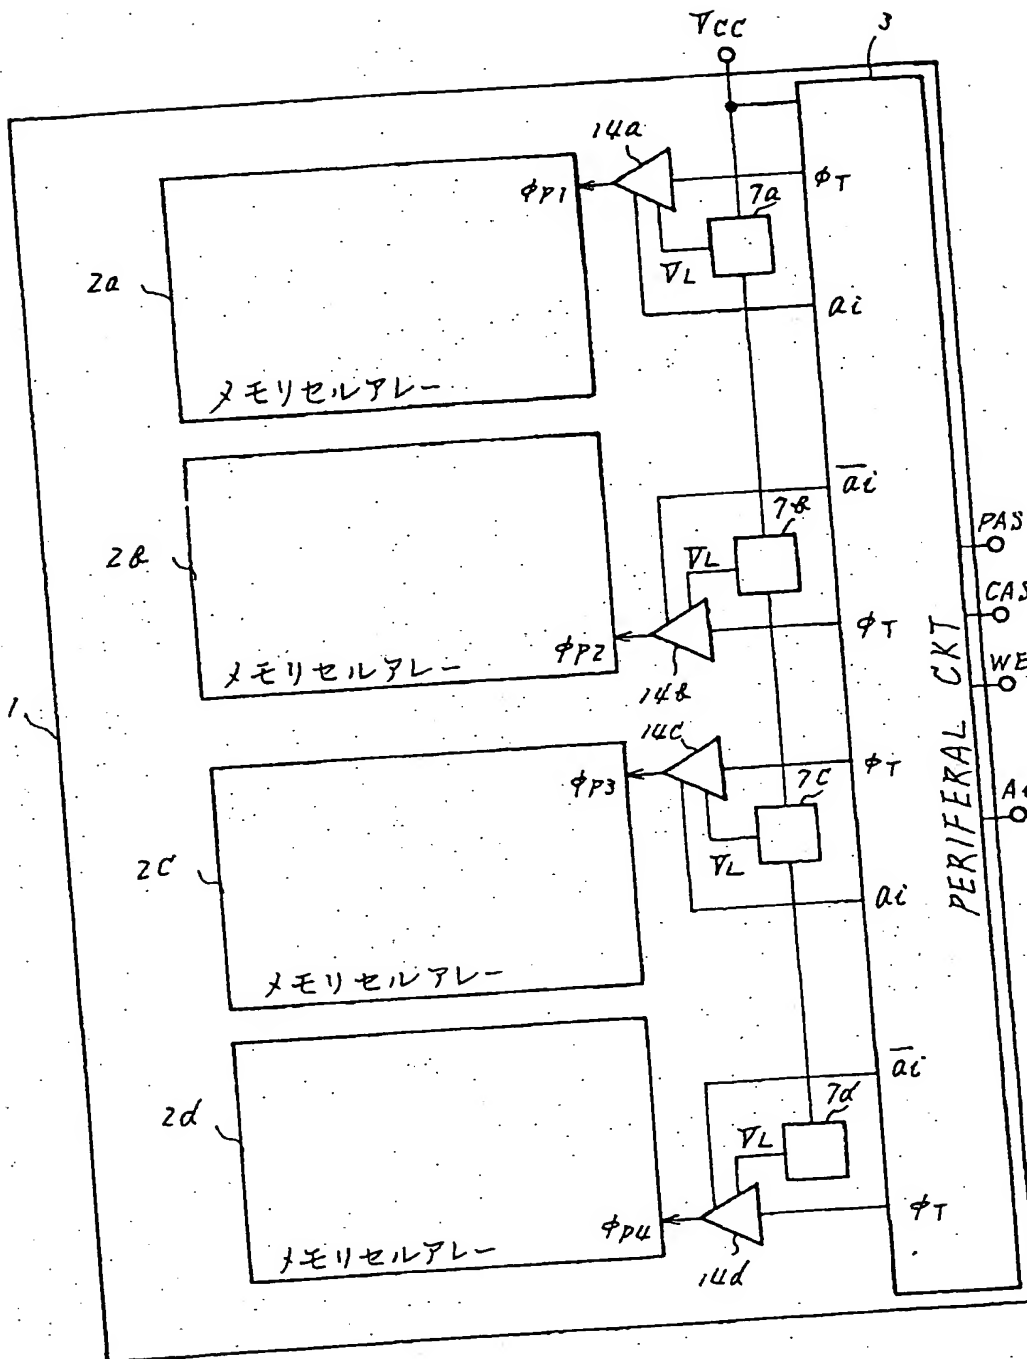 VCC
3
14a
φP1
φT
7a
VL
2a
ai
メモリセルアレー
a̅i
7b
VL
2b
φP2
φT
メモリセルアレー
14b
1
14c
φP3
φT
7c
VL
2c
ai
メモリセルアレー
a̅i
7d
2d
VL
φP4
φT
メモリセルアレー
14d
PERIFERAL CKT
PAS
CAS
WE